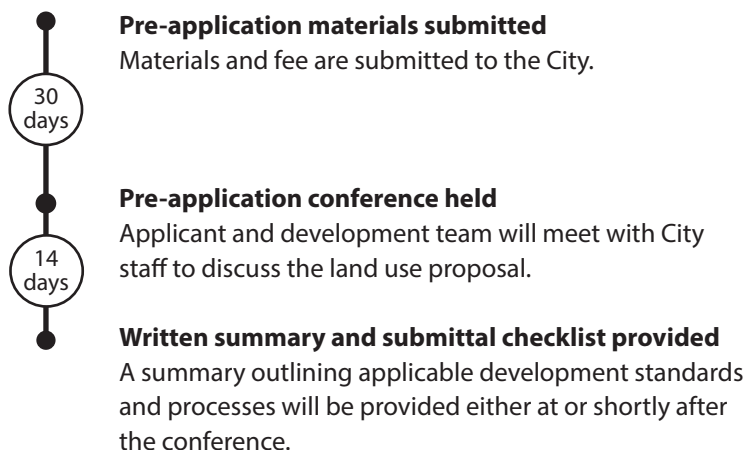 Pre-application materials submitted
Materials and fee are submitted to the City.
30
days
Pre-application conference held
Applicant and development team will meet with City
staff to discuss the land use proposal.
14
days
Written summary and submittal checklist provided
A summary outlining applicable development standards
and processes will be provided either at or shortly after
the conference.